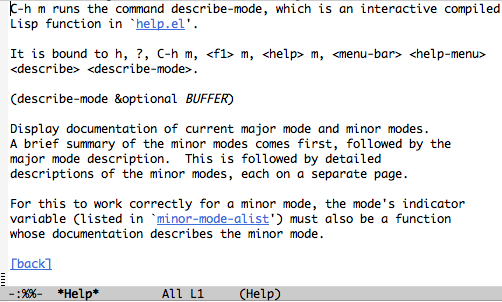 C-h m runs the command describe-mode, which is an interactive compiled
Lisp function in `help.el'.
It is bound to h, ?, C-h m, <f1> m, <help> m, <menu-bar> <help-menu>
<describe> <describe-mode>.
(describe-mode &optional BUFFER)
Display documentation of current major mode and minor modes.
A brief summary of the minor modes comes first, followed by the
major mode description.  This is followed by detailed
descriptions of the minor modes, each on a separate page.
For this to work correctly for a minor mode, the mode's indicator
variable (listed in `minor-mode-alist') must also be a function
whose documentation describes the minor mode.
[back]
-:%%-  *Help*         All L1     (Help)